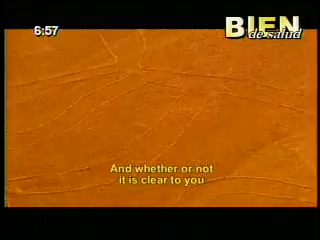 6:57
BIEN
de salud
And whether or not
it is clear to you